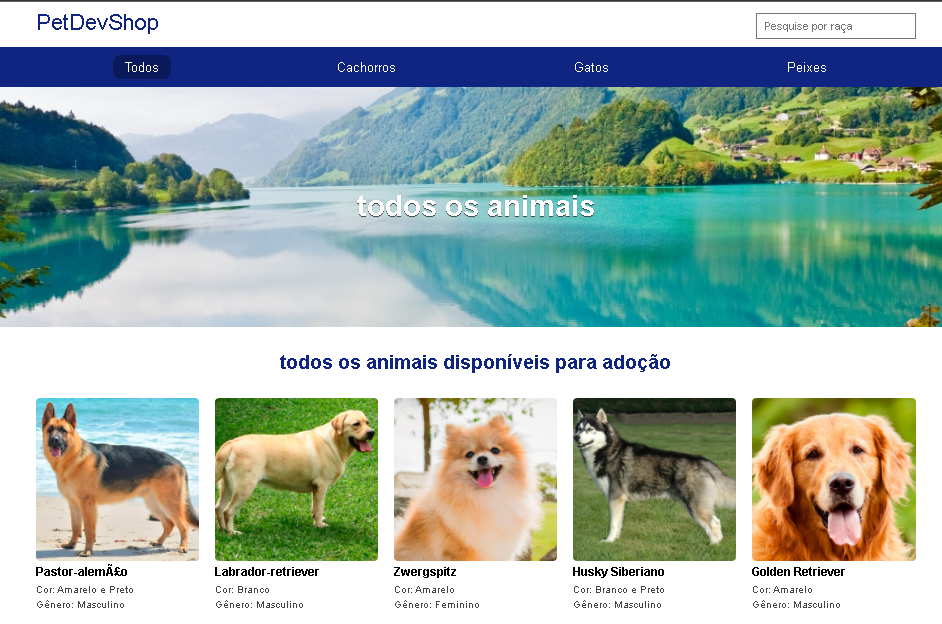 PetDevShop
Pesquise por raça
Todos
Cachorros
Gatos
Peixes
todos os animais
todos os animais disponíveis para adoção
Pastor-alemÃ£o
Cor: Amarelo e Preto
Gênero: Masculino
Labrador-retriever
Cor: Branco
Gênero: Masculino
Zwergspitz
Cor: Amarelo
Gênero: Feminino
Husky Siberiano
Cor: Branco e Preto
Gênero: Masculino
Golden Retriever
Cor: Amarelo
Gênero: Masculino